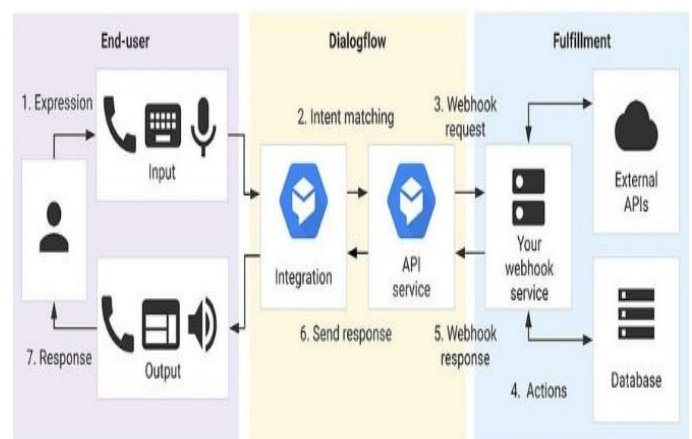 End-user
Dialogflow
Fulfillment
1. Expression
Input
2. Intent matching
3. Webhook
request
External
APIs
Integration
API
service
Your
webhook
service
7. Response
Output
6. Send response
5. Webhook
response
4. Actions
Database